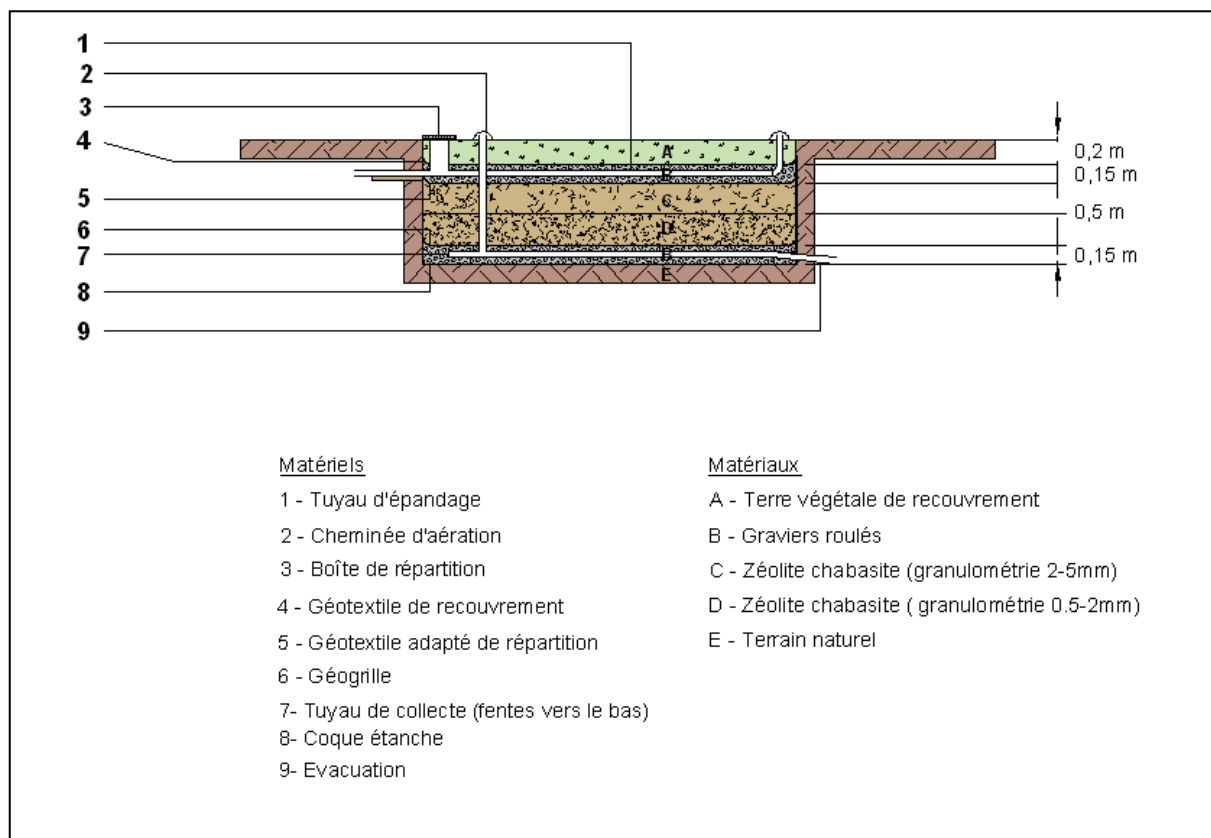 1
2
3
4
5
6
7
8
9
A
B
C
D
B
E
0,2 m
0,15 m
0,5 m
0,15 m
Matériels
1 - Tuyau d'épandage
2 - Cheminée d'aération
3 - Boîte de répartition
4 - Géotextile de recouvrement
5 - Géotextile adapté de répartition
6 - Géogrille
7- Tuyau de collecte (fentes vers le bas)
8- Coque étanche
9- Evacuation
Matériaux
A - Terre végétale de recouvrement
B - Graviers roulés
C - Zéolite chabasite (granulométrie 2-5mm)
D - Zéolite chabasite ( granulométrie 0.5-2mm)
E - Terrain naturel